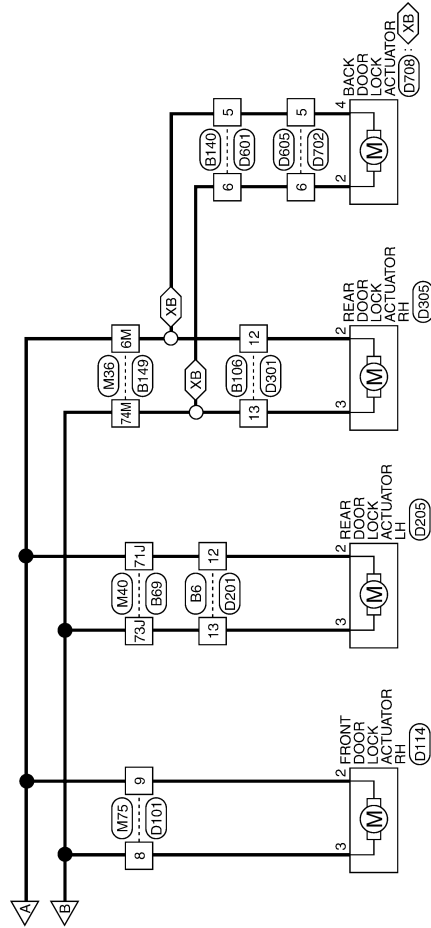 A
B
8
9
M75
D101
3
2
M
FRONT
DOOR
LOCK
ACTUATOR
RH
D114
73J
71J
M40
B69
13
12
B6
D201
3
2
M
REAR
DOOR
LOCK
ACTUATOR
LH
D205
74M
6M
M36
B149
XB
XB
13
12
B106
D301
3
2
M
REAR
DOOR
LOCK
ACTUATOR
RH
D305
6
5
B140
D601
6
5
D605
D702
2
4
M
BACK
DOOR
LOCK
ACTUATOR
D708 : XB